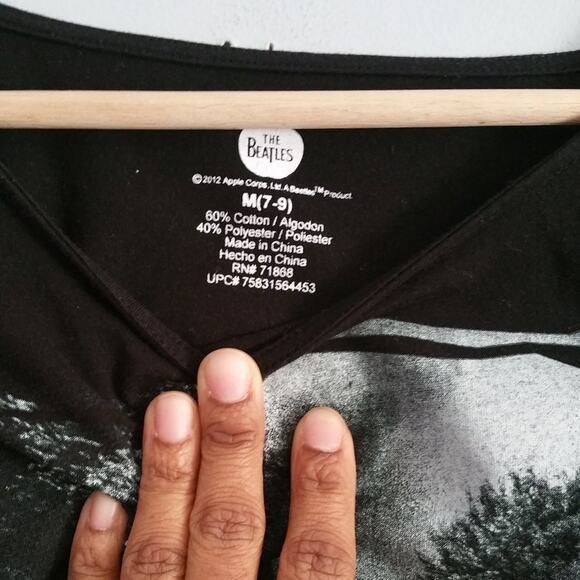 THE
BEATLES
©2012 Apple Corps. Ltd. A Beatles™ Product.
M(7-9)
60% Cotton / Algodon
40% Polyester / Poliester
Made in China
Hecho en China
RN# 71868
UPC# 75831564453